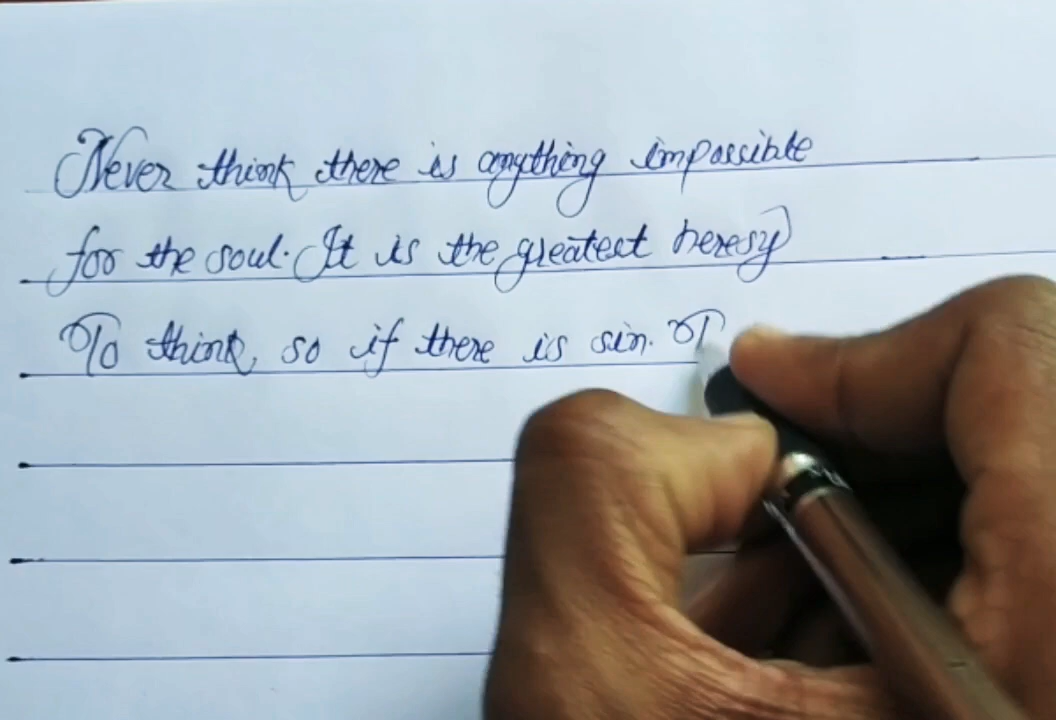 Never think there is anything impossible
for the soul. It is the greatest heresy
To think, so if there is sin. T